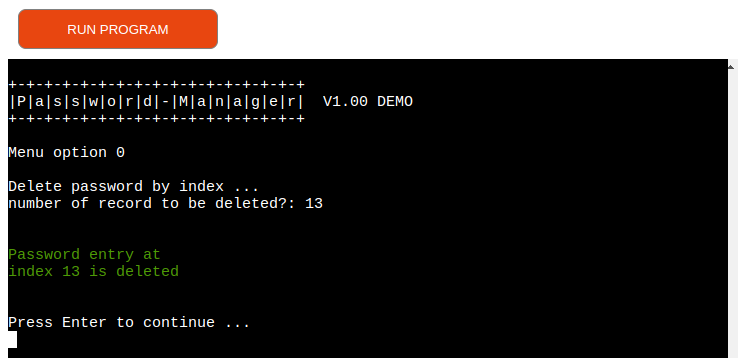 RUN PROGRAM
+-+-+-+-+-+-+-+-+-+-+-+-+-+-+-+-+
|P|a|s|s|w|o|r|d|-|M|a|n|a|g|e|r|  V1.00 DEMO
+-+-+-+-+-+-+-+-+-+-+-+-+-+-+-+-+
Menu option 0
Delete password by index ...
number of record to be deleted?: 13
Password entry at
index 13 is deleted
Press Enter to continue ...